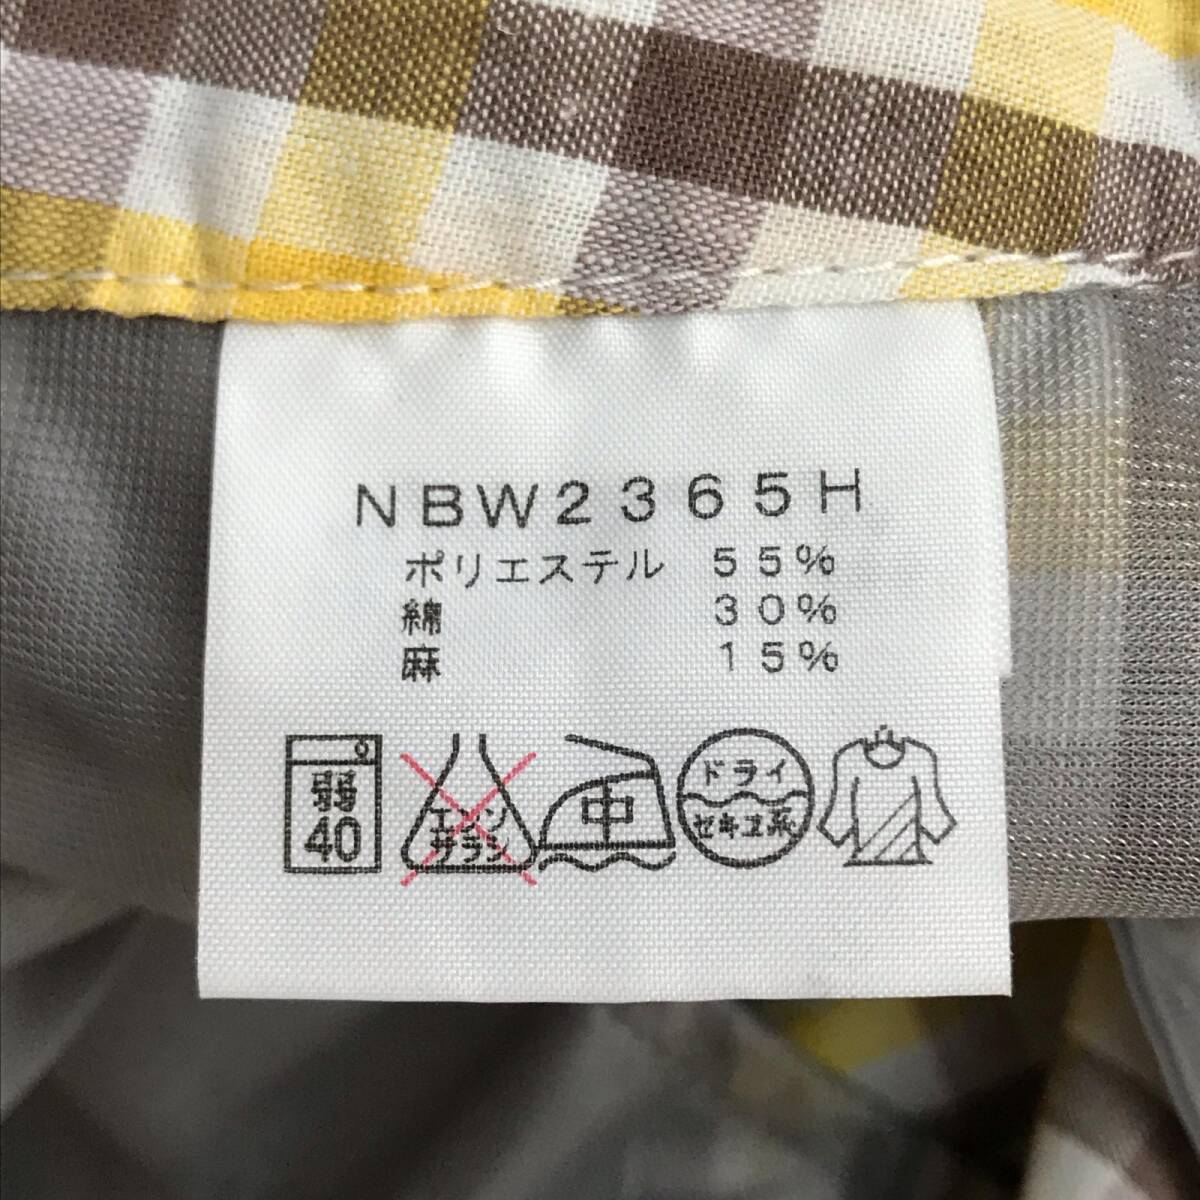 NBW2365H
ポリエステル 55%
綿 30%
麻 15%
弱 40
エンソ サラシ
中
ドライ セキユ系